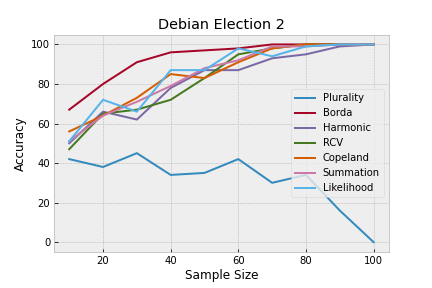 Debian Election 2
100
80
60
40
20
0
Accuracy
Plurality
Borda
Harmonic
RCV
Copeland
Summation
Likelihood
20
40
60
80
100
Sample Size